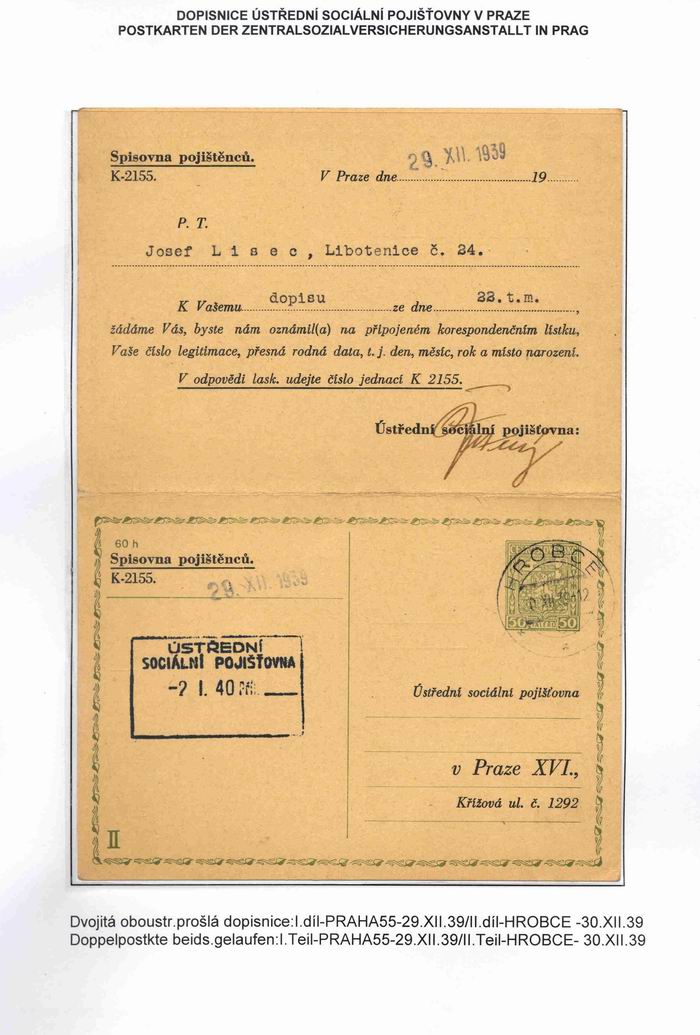 DOPISNICE ÚSTŘEDNÍ SOCIÁLNÍ POJIŠŤOVNY V PRAZE
POSTKARTEN DER ZENTRALSOZIALVERSICHERUNGSANSTALLT IN PRAG
Spisovna pojištěnců.
K-2155.
29. XII. 1939
V Praze dne 19
P. T.
Josef Lisec, Libotenice č. 24.
K Vašemu dopisu ze dne 22.t.m.,
žádáme Vás, byste nám oznámil(a) na připojeném korespondenčním lístku,
Vaše číslo legitimace, přesná rodná data, t. j. den, měsíc, rok a místo narození.
V odpovědi lask. udejte číslo jednací K 2155.
Ústřední sociální pojišťovna:
60 h
Spisovna pojištěnců.
K-2155.
29. XII. 1939
HROBCE
50 50
ÚSTŘEDNÍ
SOCIÁLNÍ POJIŠŤOVNA
-2 I. 40
Ústřední sociální pojišťovna
v Praze XVI.,
Křížová ul. č. 1292
II
Dvojitá oboustr.prošlá dopisnice:I.díl-PRAHA55-29.XII.39/II.díl-HROBCE -30.XII.39
Doppelpostkte beids.gelaufen:I.Teil-PRAHA55-29.XII.39/II.Teil-HROBCE- 30.XII.39